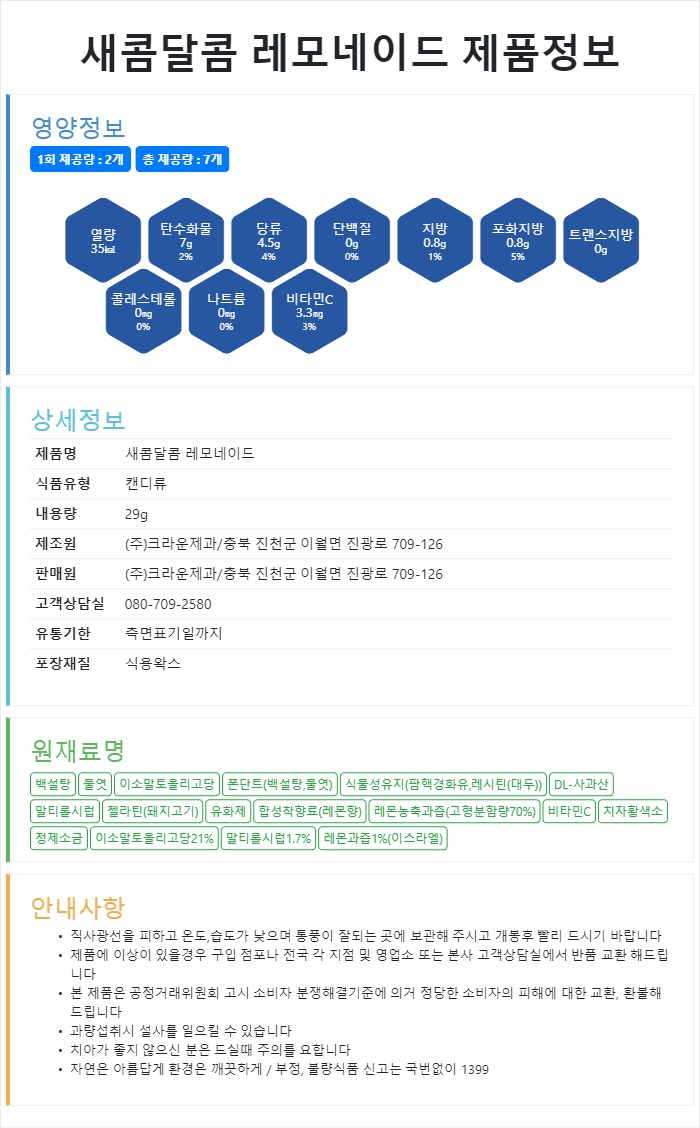 새콤달콤 레모네이드 제품정보
영양정보
1회 제공량 : 2개 총 제공량 : 7개
열량
35㎉
탄수화물
7g
2%
당류
4.5g
4%
단백질
0g
0%
지방
0.8g
1%
포화지방
0.8g
5%
트랜스지방
0g
콜레스테롤
0㎎
0%
나트륨
0㎎
0%
비타민C
3.3㎎
3%
상세정보
제품명 새콤달콤 레모네이드
식품유형 캔디류
내용량 29g
제조원 (주)크라운제과/충북 진천군 이월면 진광로 709-126
판매원 (주)크라운제과/충북 진천군 이월면 진광로 709-126
고객상담실 080-709-2580
유통기한 측면표기일까지
포장재질 식용왁스
원재료명
백설탕 물엿 이소말토올리고당 폰단트(백설탕,물엿) 식물성유지(팜핵경화유,레시틴(대두)) DL-사과산
말티톨시럽 젤라틴(돼지고기) 유화제 합성착향료(레몬향) 레몬농축과즙(고형분함량70%) 비타민C 치자황색소
정제소금 이소말토올리고당21% 말티톨시럽1.7% 레몬과즙1%(이스라엘)
안내사항
• 직사광선을 피하고 온도,습도가 낮으며 통풍이 잘되는 곳에 보관해 주시고 개봉후 빨리 드시기 바랍니다
• 제품에 이상이 있을경우 구입 점포나 전국 각 지점 및 영업소 또는 본사 고객상담실에서 반품 교환 해드립
니다
• 본 제품은 공정거래위원회 고시 소비자 분쟁해결기준에 의거 정당한 소비자의 피해에 대한 교환, 환불해
드립니다
• 과량섭취시 설사를 일으킬 수 있습니다
• 치아가 좋지 않으신 분은 드실때 주의를 요합니다
• 자연은 아름답게 환경은 깨끗하게 / 부정, 불량식품 신고는 국번없이 1399